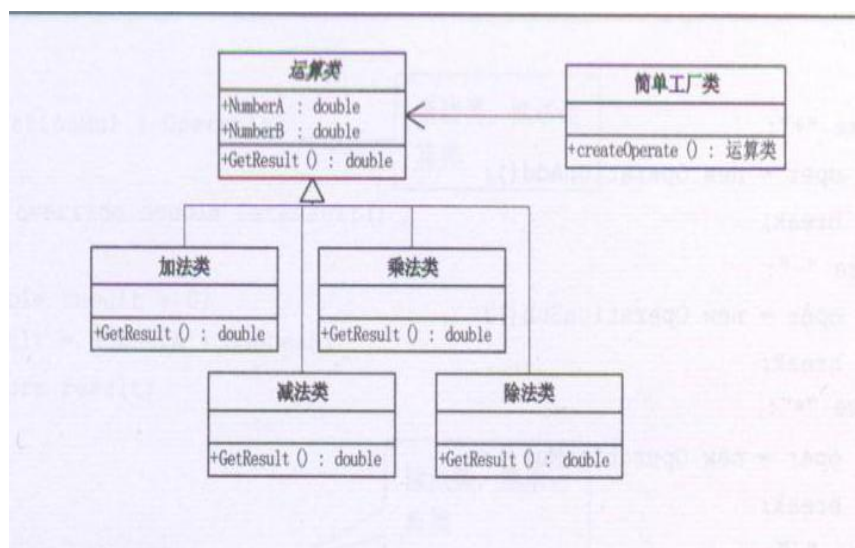 运算类
+NumberA : double
+NumberB : double
+GetResult () : double
简单工厂类
+createOperate () : 运算类
加法类
+GetResult () : double
乘法类
+GetResult () : double
减法类
+GetResult () : double
除法类
+GetResult () : double